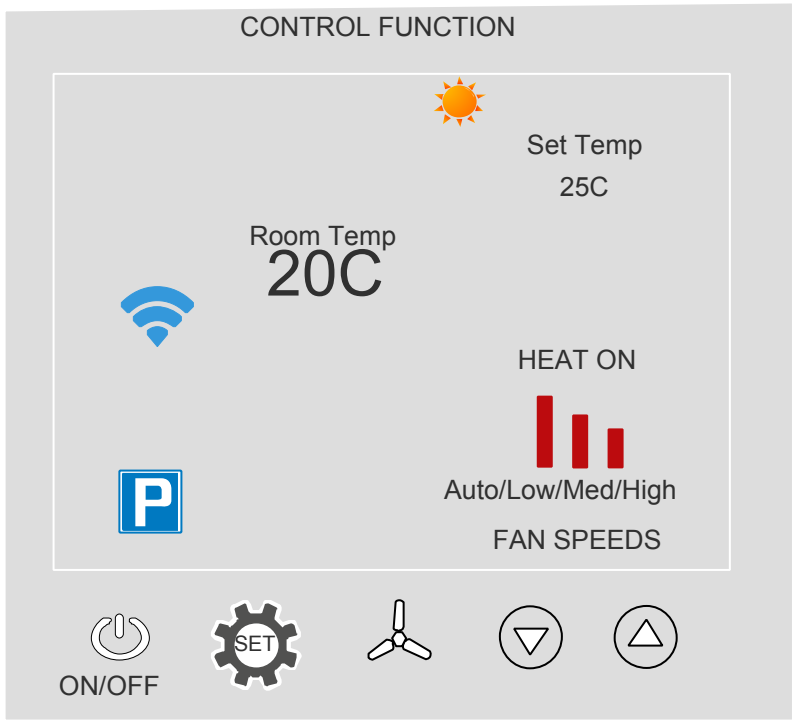 CONTROL FUNCTION
Set Temp
25C
Room Temp
20C
HEAT ON
P
Auto/Low/Med/High
FAN SPEEDS
SET
ON/OFF